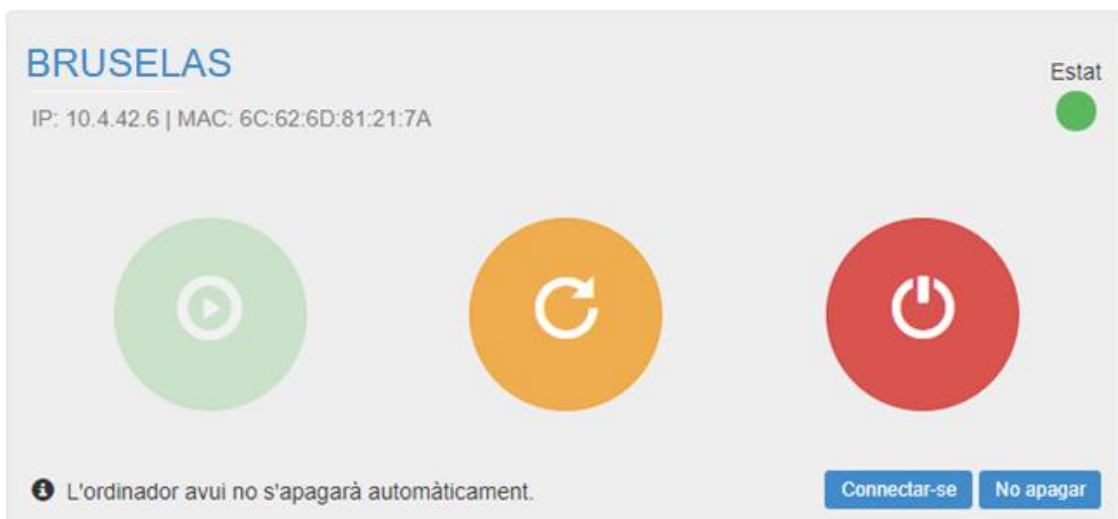 BRUSELAS
Estat
IP: 10.4.42.6 | MAC: 6C:62:6D:81:21:7A
L'ordinador avui no s'apagarà automàticament.
Connectar-se
No apagar